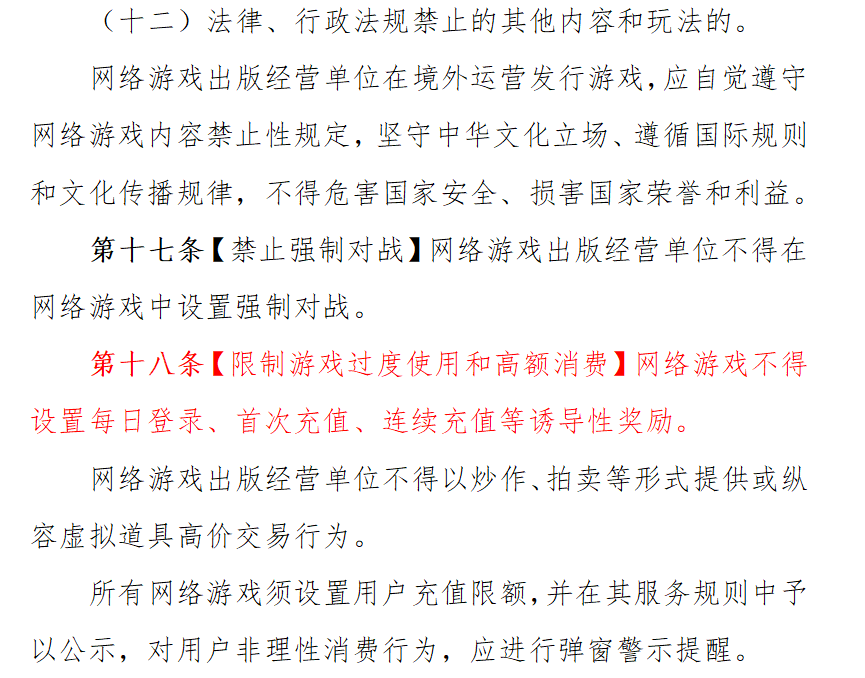 （十二）法律、行政法规禁止的其他内容和玩法的。
网络游戏出版经营单位在境外运营发行游戏，应自觉遵守
网络游戏内容禁止性规定，坚守中华文化立场、遵循国际规则
和文化传播规律，不得危害国家安全、损害国家荣誉和利益。
第十七条【禁止强制对战】网络游戏出版经营单位不得在
网络游戏中设置强制对战。
第十八条【限制游戏过度使用和高额消费】网络游戏不得
设置每日登录、首次充值、连续充值等诱导性奖励。
网络游戏出版经营单位不得以炒作、拍卖等形式提供或纵
容虚拟道具高价交易行为。
所有网络游戏须设置用户充值限额，并在其服务规则中予
以公示，对用户非理性消费行为，应进行弹窗警示提醒。